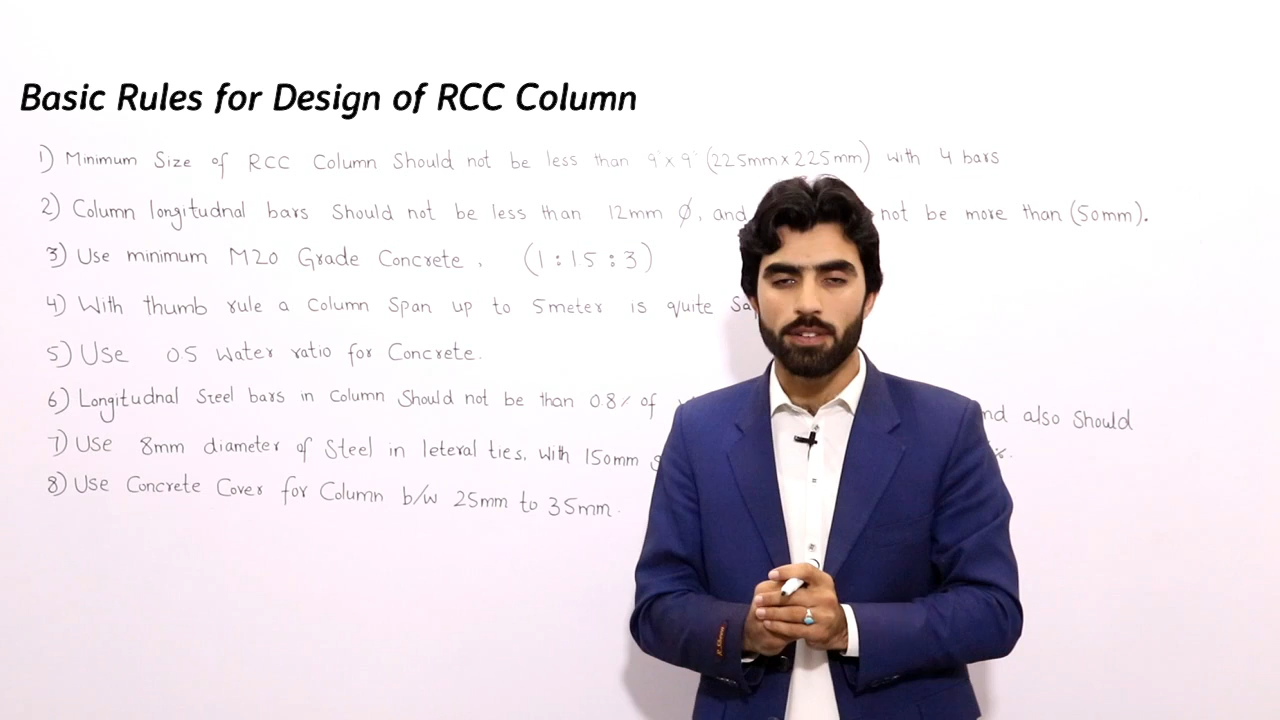 Basic Rules for Design of RCC Column
1) Minimum Size of RCC Column Should not be less than 9"x 9" (225mm x 225mm) with 4 bars
2) Column longitudnal bars Should not be less than 12mm Ø, and not be more than (50mm).
3) Use minimum M20 Grade Concrete. (1:1.5:3)
4) With thumb rule a Column Span up to 5meter is quite
5) Use 0.5 Water ratio for Concrete.
6) Longitudnal Steel bars in Column Should not be than 0.8% of also Should
7) Use 8mm diameter of Steel in leteral ties. With 150mm %.
8) Use Concrete Cover for Column b/w 25mm to 35mm.